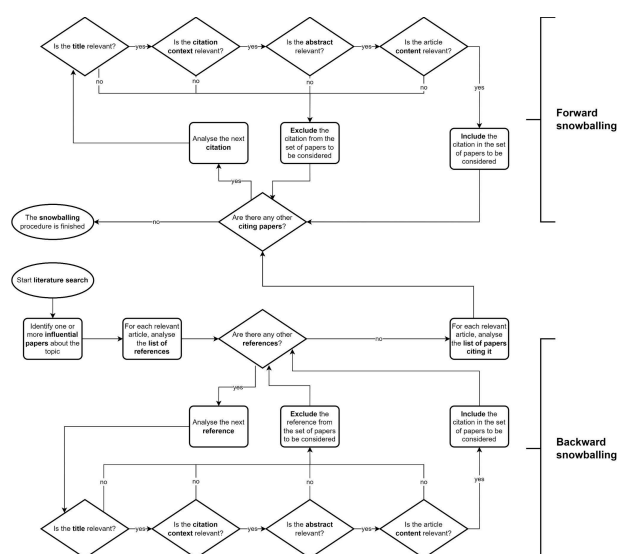 Is the title relevant?
yes
Is the citation
context relevant?
yes
Is the abstract
relevant?
yes
Is the article
content relevant?
no
no
no
no
yes
Forward
snowballing
Analyse the next
citation
Exclude the
citation from the
set of papers to
be considered
Include the
citation in the set
of papers to be
considered
yes
The snowballing
procedure is finished
no
Are there any other
citing papers?
Start literature search
Identify one or
more influential
papers about the
topic
For each relevant
article, analyse
the list of
references
Are there any other
references?
no
For each relevant
article, analyse
the list of papers
citing it
yes
Analyse the next
reference
Exclude the
reference from
the set of papers
to be considered
Include the
citation in the set
of papers to be
considered
Backward
snowballing
no
no
no
no
yes
Is the title relevant?
yes
Is the citation
context relevant?
yes
Is the abstract
relevant?
yes
Is the article
content relevant?